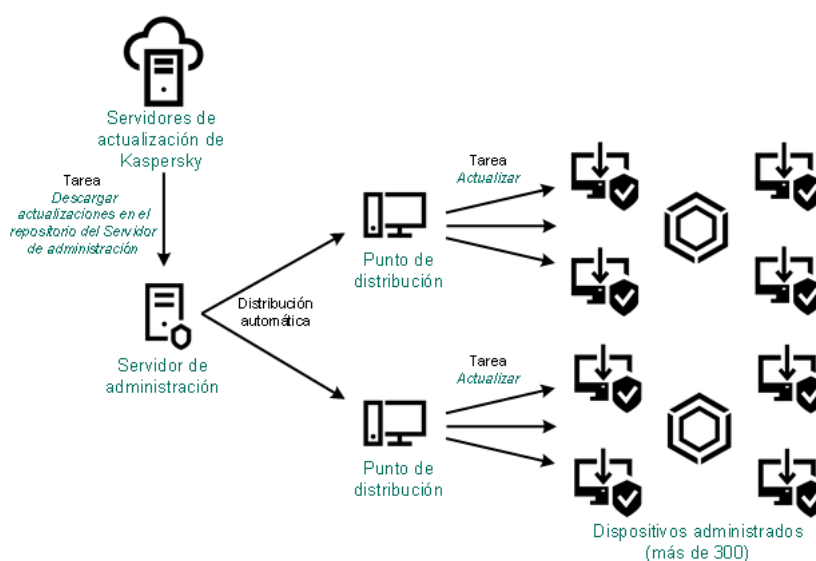 Servidores de
actualización de
Kaspersky
Tarea
Descargar
actualizaciones en el
repositorio del Servidor
de administración
Servidor de
administración
Distribución
automática
Punto de
distribución
Tarea
Actualizar
Punto de
distribución
Tarea
Actualizar
Dispositivos administrados
(más de 300)